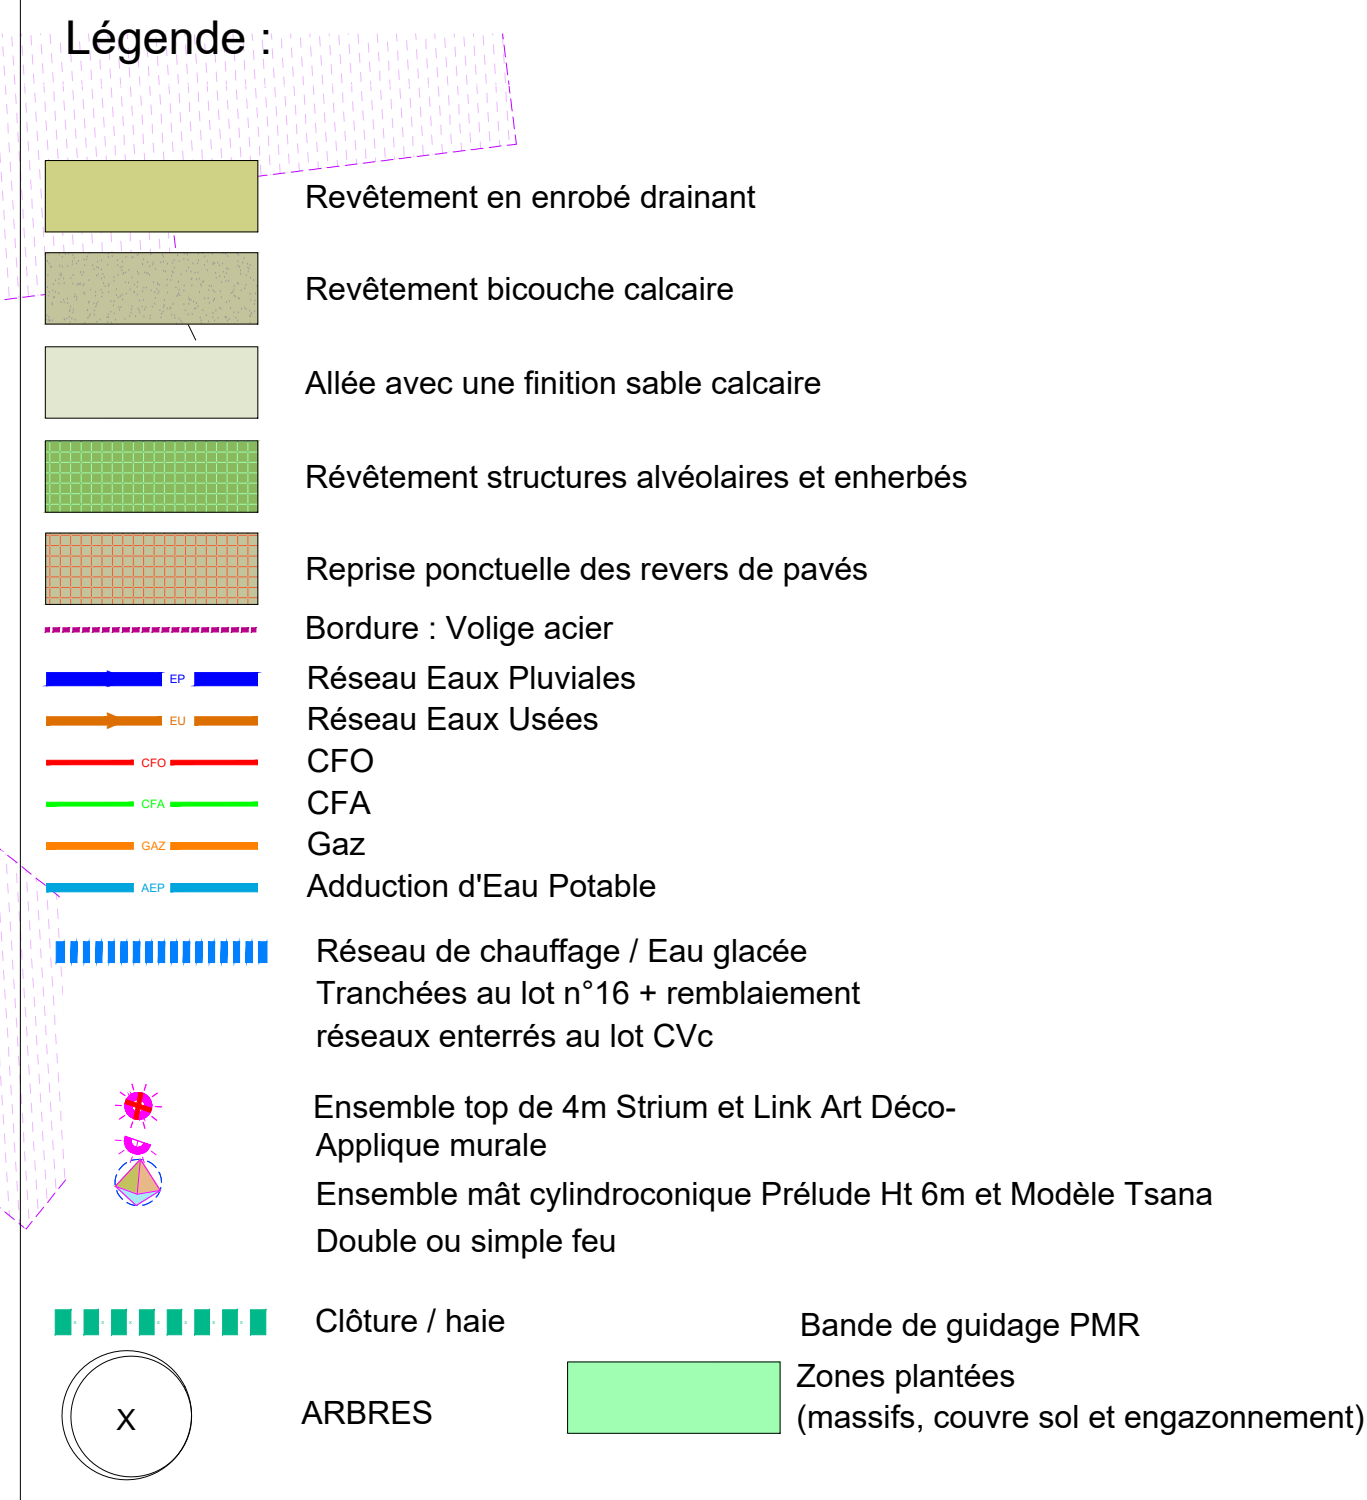 Légende :
Revêtement en enrobé drainant
Revêtement bicouche calcaire
Allée avec une finition sable calcaire
Révêtement structures alvéolaires et enherbés
Reprise ponctuelle des revers de pavés
Bordure : Volige acier
EP Réseau Eaux Pluviales
EU Réseau Eaux Usées
CFO CFO
CFA CFA
GAZ Gaz
AEP Adduction d'Eau Potable
Réseau de chauffage / Eau glacée
Tranchées au lot n°16 + remblaiement
réseaux enterrés au lot CVc
Ensemble top de 4m Strium et Link Art Déco-
Applique murale
Ensemble mât cylindroconique Prélude Ht 6m et Modèle Tsana
Double ou simple feu
Clôture / haie
Bande de guidage PMR
X ARBRES
Zones plantées
(massifs, couvre sol et engazonnement)